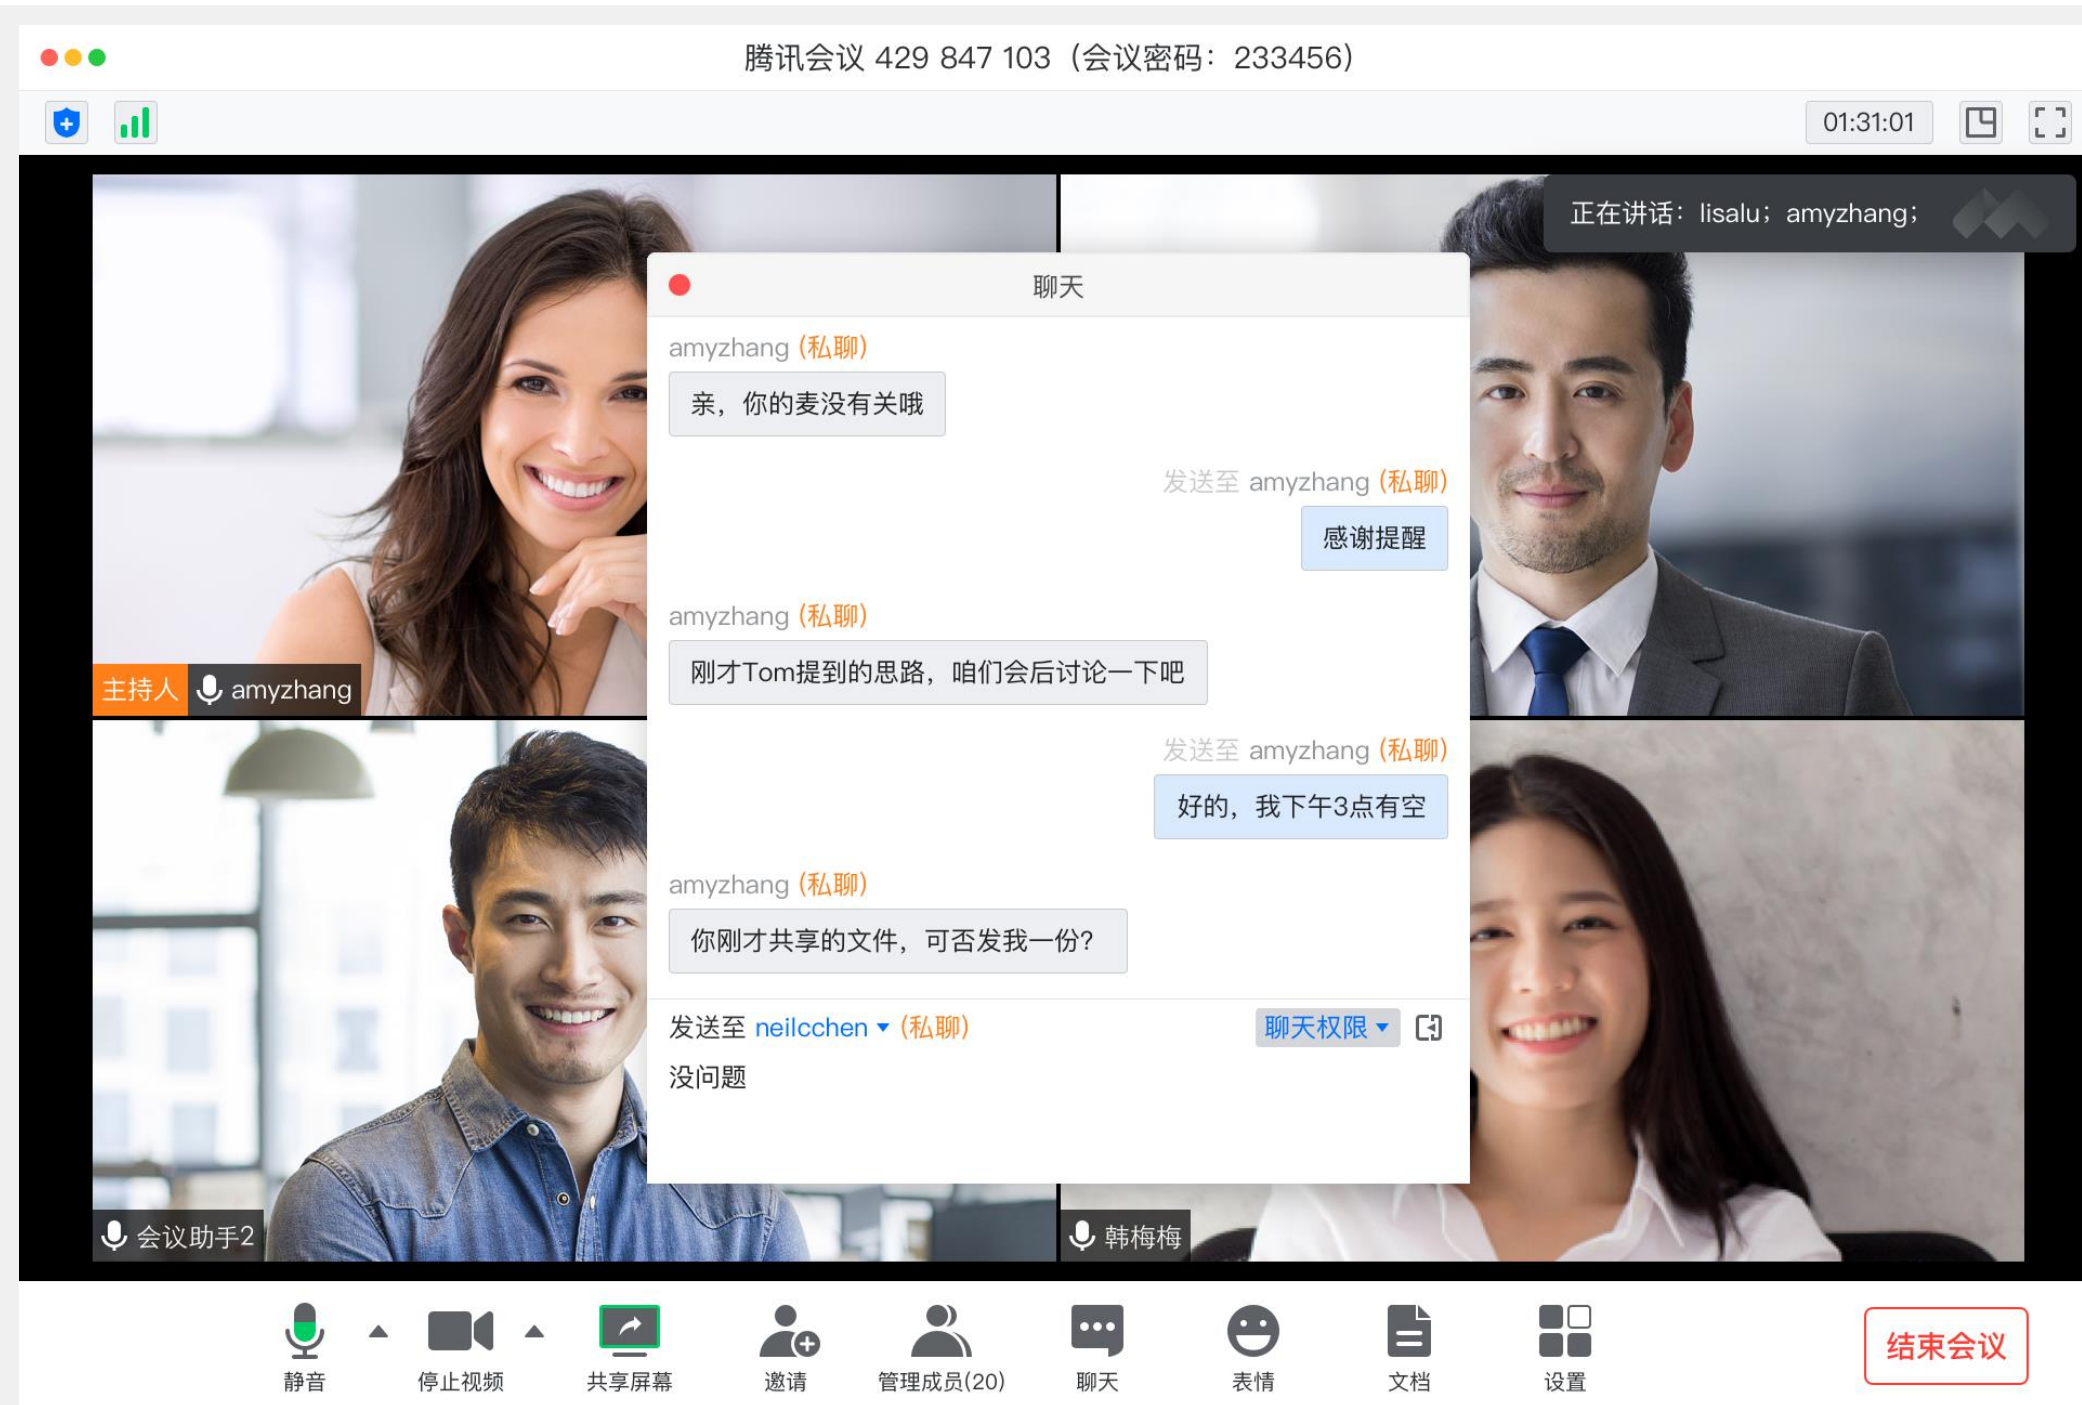 腾讯会议 429 847 103（会议密码：233456）
01:31:01
正在讲话：lisalu；amyzhang；
聊天
amyzhang (私聊)
亲，你的麦没有关哦
发送至 amyzhang (私聊)
感谢提醒
amyzhang (私聊)
刚才Tom提到的思路，咱们会后讨论一下吧
主持人 amyzhang
发送至 amyzhang (私聊)
好的，我下午3点有空
amyzhang (私聊)
你刚才共享的文件，可否发我一份？
发送至 neilcchen (私聊) 聊天权限
没问题
会议助手2
韩梅梅
静音 停止视频 共享屏幕 邀请 管理成员(20) 聊天 表情 文档 设置 结束会议